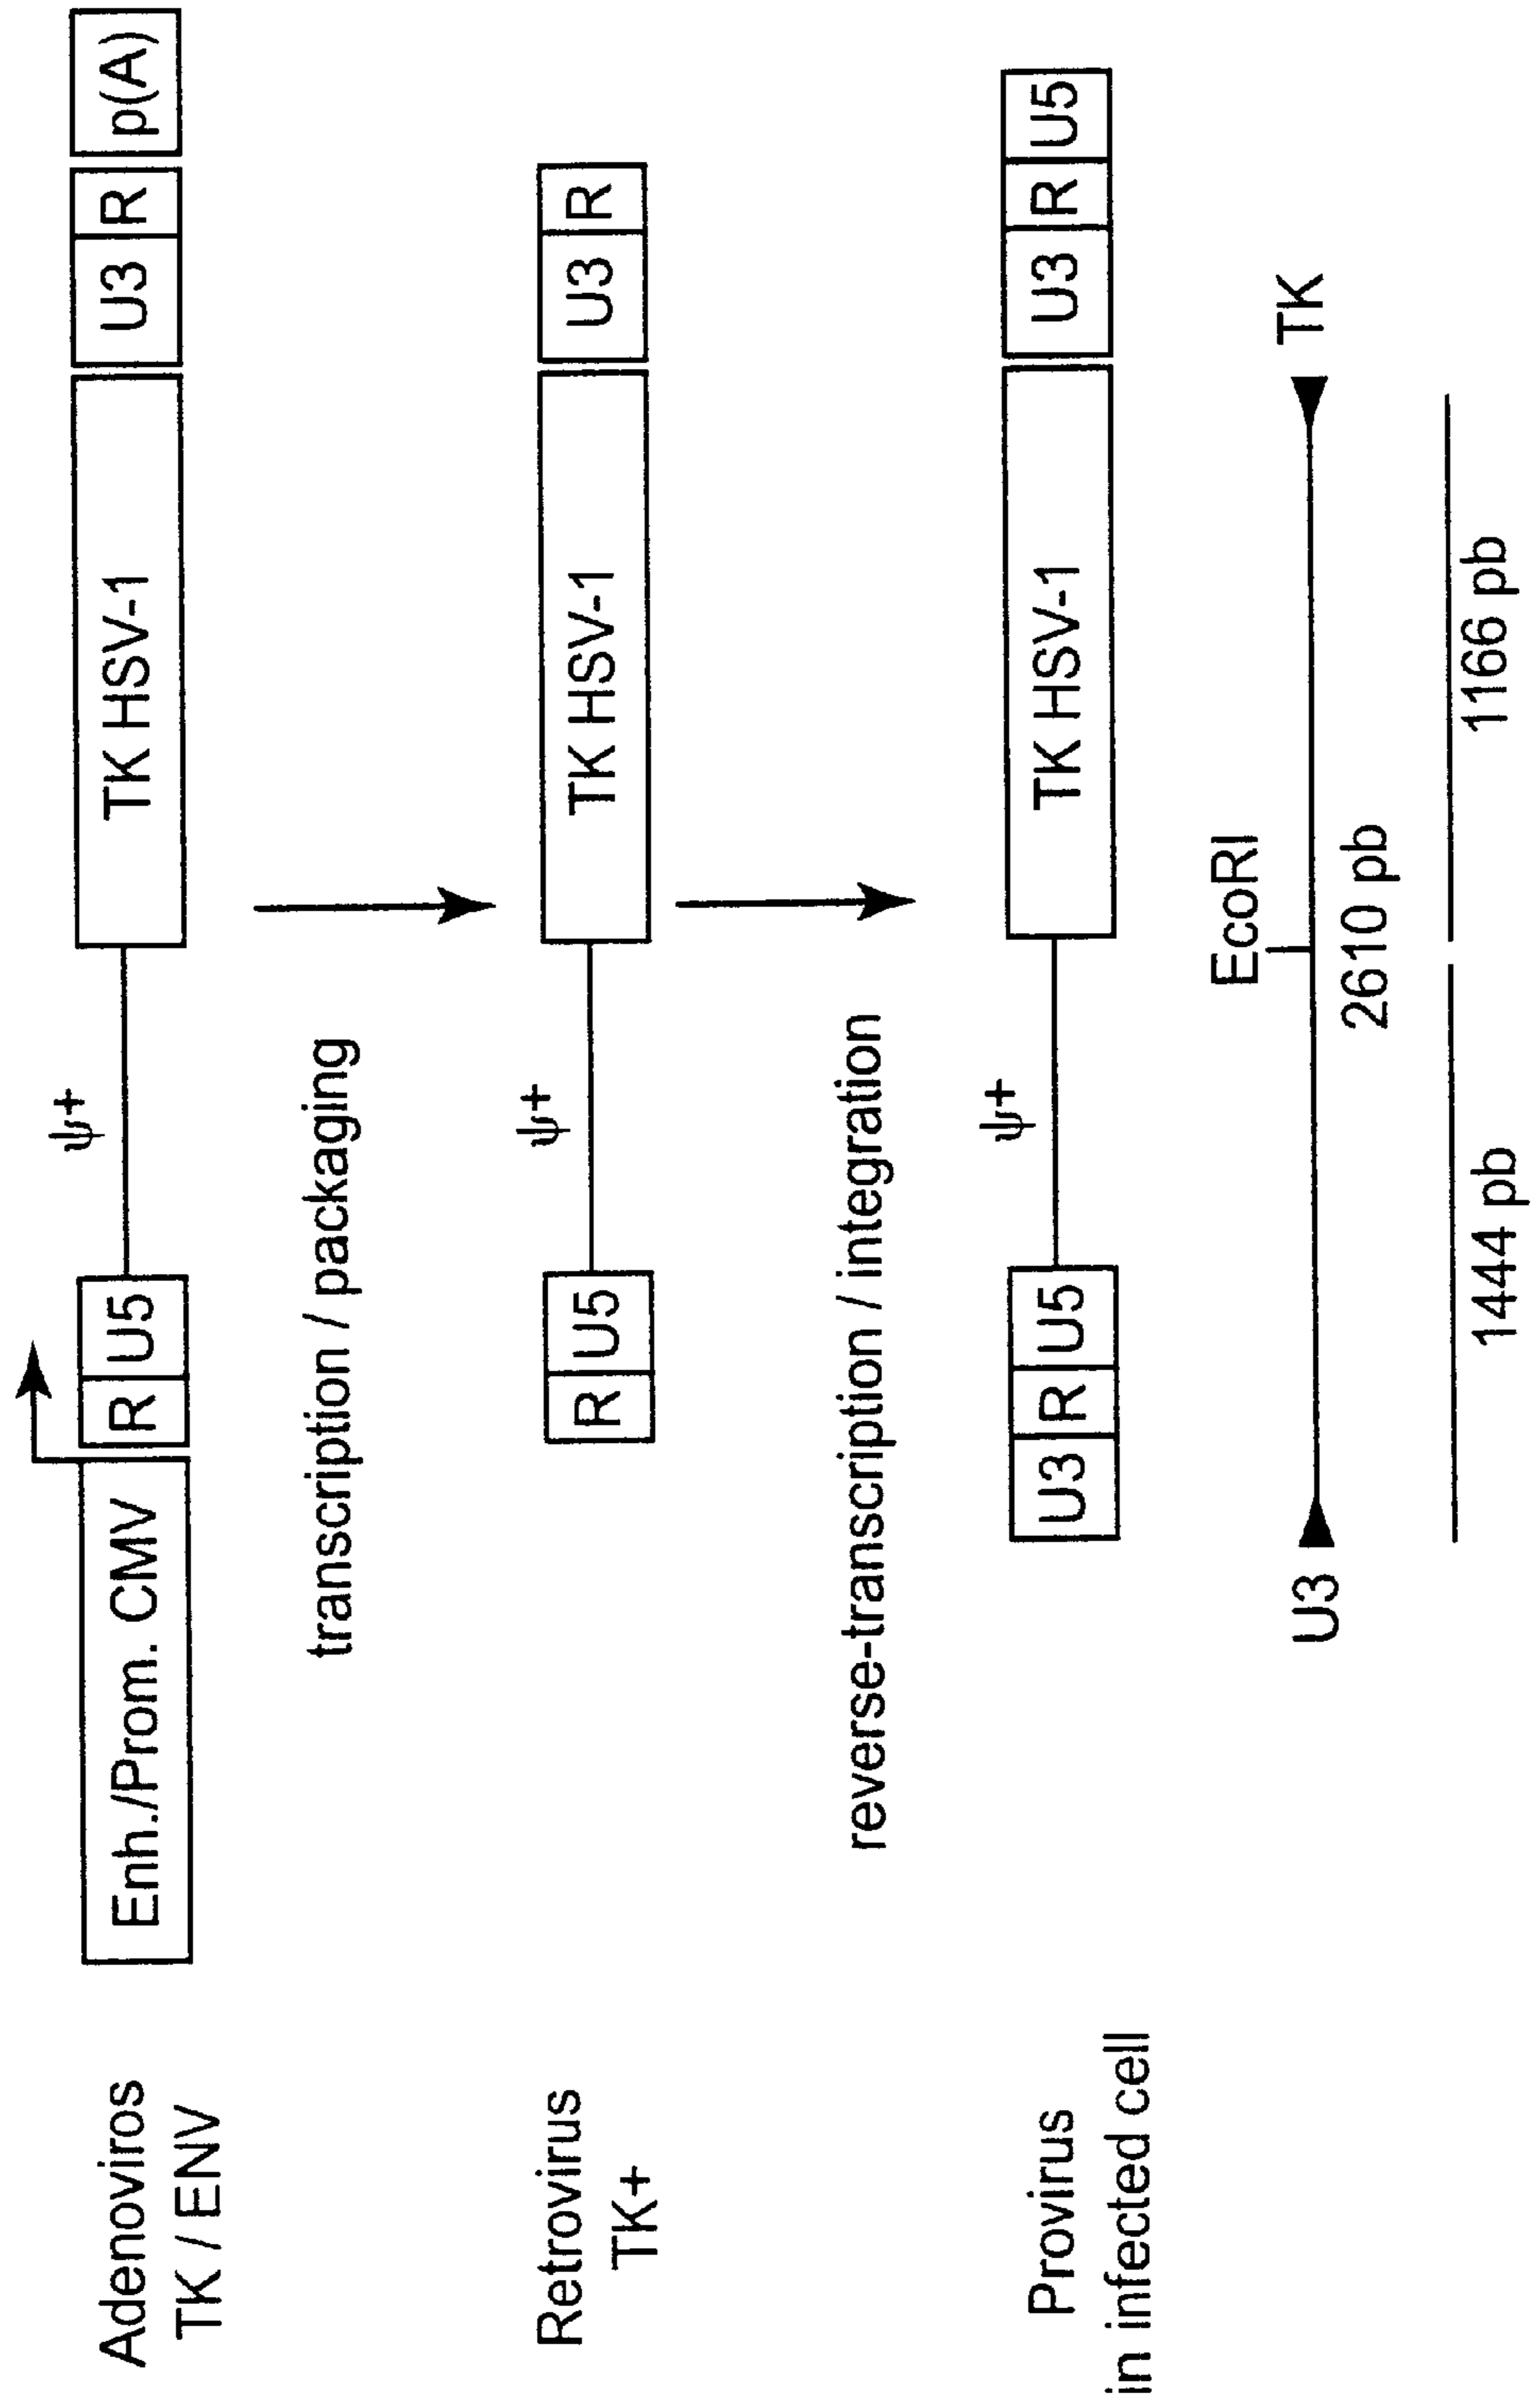 Adenoviros
TK / ENV
Enh./Prom. CMV
R
U5
ψ+
TK HSV-1
U3
R
p(A)
transcription / packaging
Retrovirus
TK+
R
U5
ψ+
TK HSV-1
U3
R
reverse-transcription / integration
Provirus
in infected cell
U3
R
U5
ψ+
TK HSV-1
U3
R
U5
U3
EcoRI
TK
2610 pb
1444 pb
1166 pb